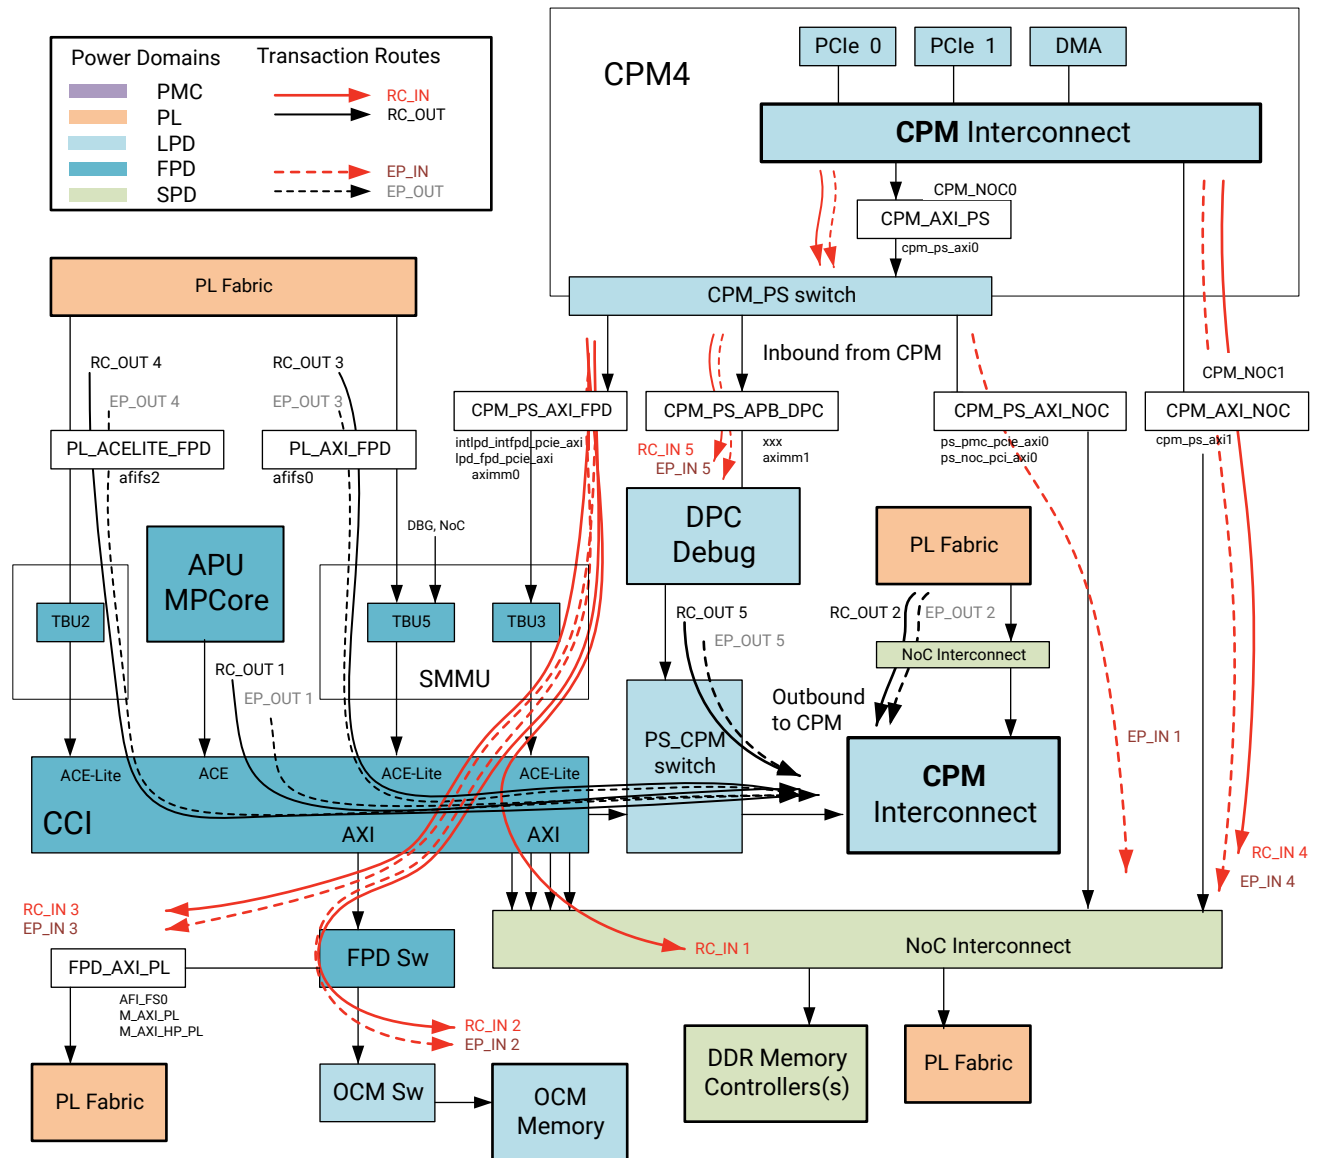 Power Domains
Transaction Routes
PMC
PL
LPD
FPD
SPD
RC_IN
RC_OUT
EP_IN
EP_OUT
CPM4
PCIe 0
PCIe 1
DMA
CPM Interconnect
CPM_NOC0
CPM_AXI_PS
cpm_ps_axi0
CPM_PS switch
PL Fabric
Inbound from CPM
RC_OUT 4
RC_OUT 3
EP_OUT 4
EP_OUT 3
CPM_NOC1
PL_ACELITE_FPD
afifs2
PL_AXI_FPD
afifs0
CPM_PS_AXI_FPD
intlpd_intfpd_pcie_axi
lpd_fpd_pcie_axi
aximm0
CPM_PS_APB_DPC
xxx
aximm1
RC_IN 5
EP_IN 5
CPM_PS_AXI_NOC
ps_pmc_pcie_axi0
ps_noc_pci_axi0
CPM_AXI_NOC
cpm_ps_axi1
APU
MPCore
DBG, NoC
DPC
Debug
PL Fabric
TBU2
TBU5
TBU3
SMMU
RC_OUT 1
EP_OUT 1
RC_OUT 5
EP_OUT 5
RC_OUT 2
EP_OUT 2
NoC Interconnect
Outbound
to CPM
PS_CPM
switch
CPM
Interconnect
EP_IN 1
ACE-Lite
ACE
ACE-Lite
ACE-Lite
CCI
AXI
AXI
RC_IN 4
EP_IN 4
RC_IN 3
EP_IN 3
FPD_AXI_PL
AFI_FS0
M_AXI_PL
M_AXI_HP_PL
FPD Sw
RC_IN 1
NoC Interconnect
RC_IN 2
EP_IN 2
PL Fabric
OCM Sw
OCM
Memory
DDR Memory
Controllers(s)
PL Fabric